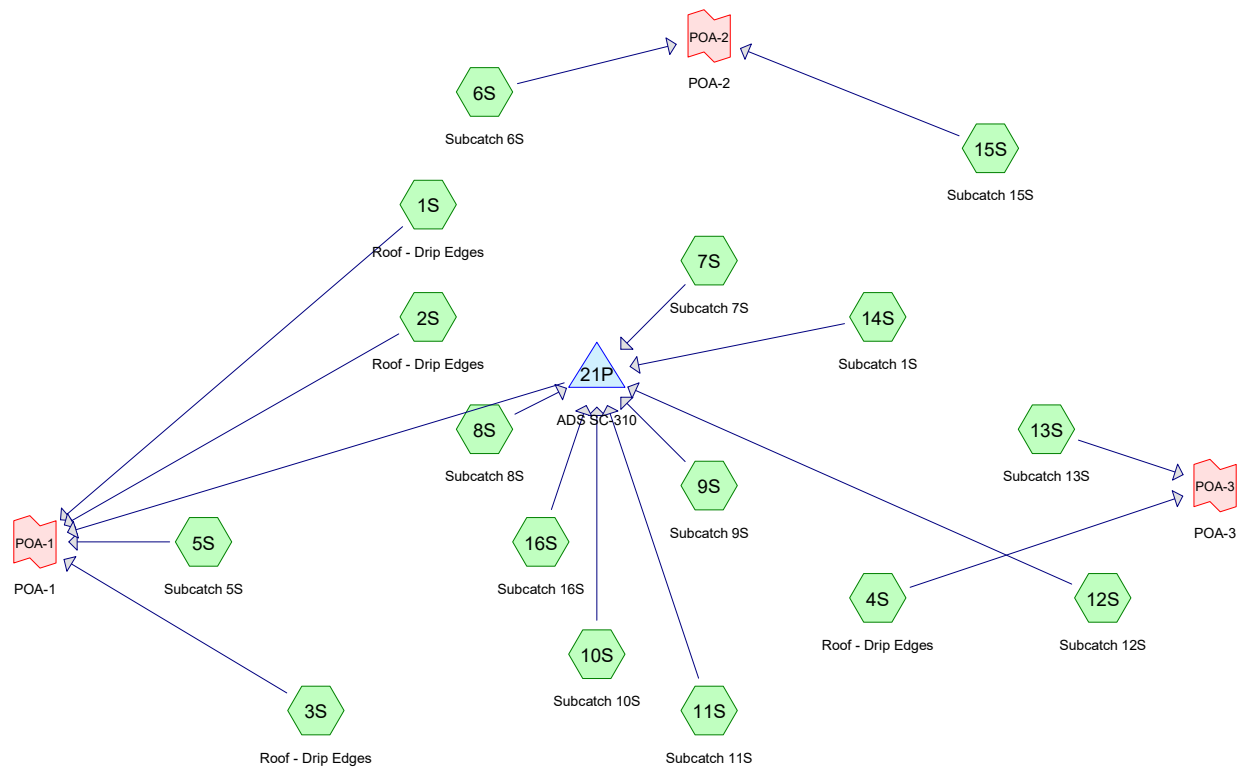 POA-2
POA-2
6S
Subcatch 6S
15S
Subcatch 15S
1S
Roof - Drip Edges
7S
Subcatch 7S
2S
Roof - Drip Edges
14S
Subcatch 1S
21P
ADS SC-310
8S
Subcatch 8S
13S
Subcatch 13S
9S
Subcatch 9S
POA-3
POA-3
POA-1
POA-1
5S
Subcatch 5S
16S
Subcatch 16S
4S
Roof - Drip Edges
12S
Subcatch 12S
10S
Subcatch 10S
3S
Roof - Drip Edges
11S
Subcatch 11S